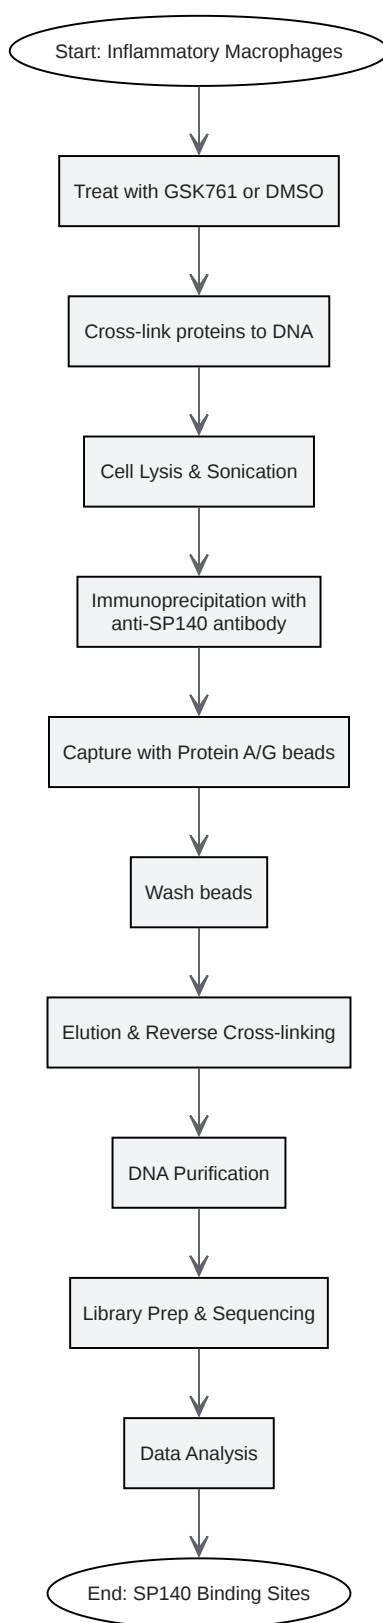 Start: Inflammatory Macrophages
Treat with GSK761 or DMSO
Cross-link proteins to DNA
Cell Lysis & Sonication
Immunoprecipitation with
anti-SP140 antibody
Capture with Protein A/G beads
Wash beads
Elution & Reverse Cross-linking
DNA Purification
Library Prep & Sequencing
Data Analysis
End: SP140 Binding Sites